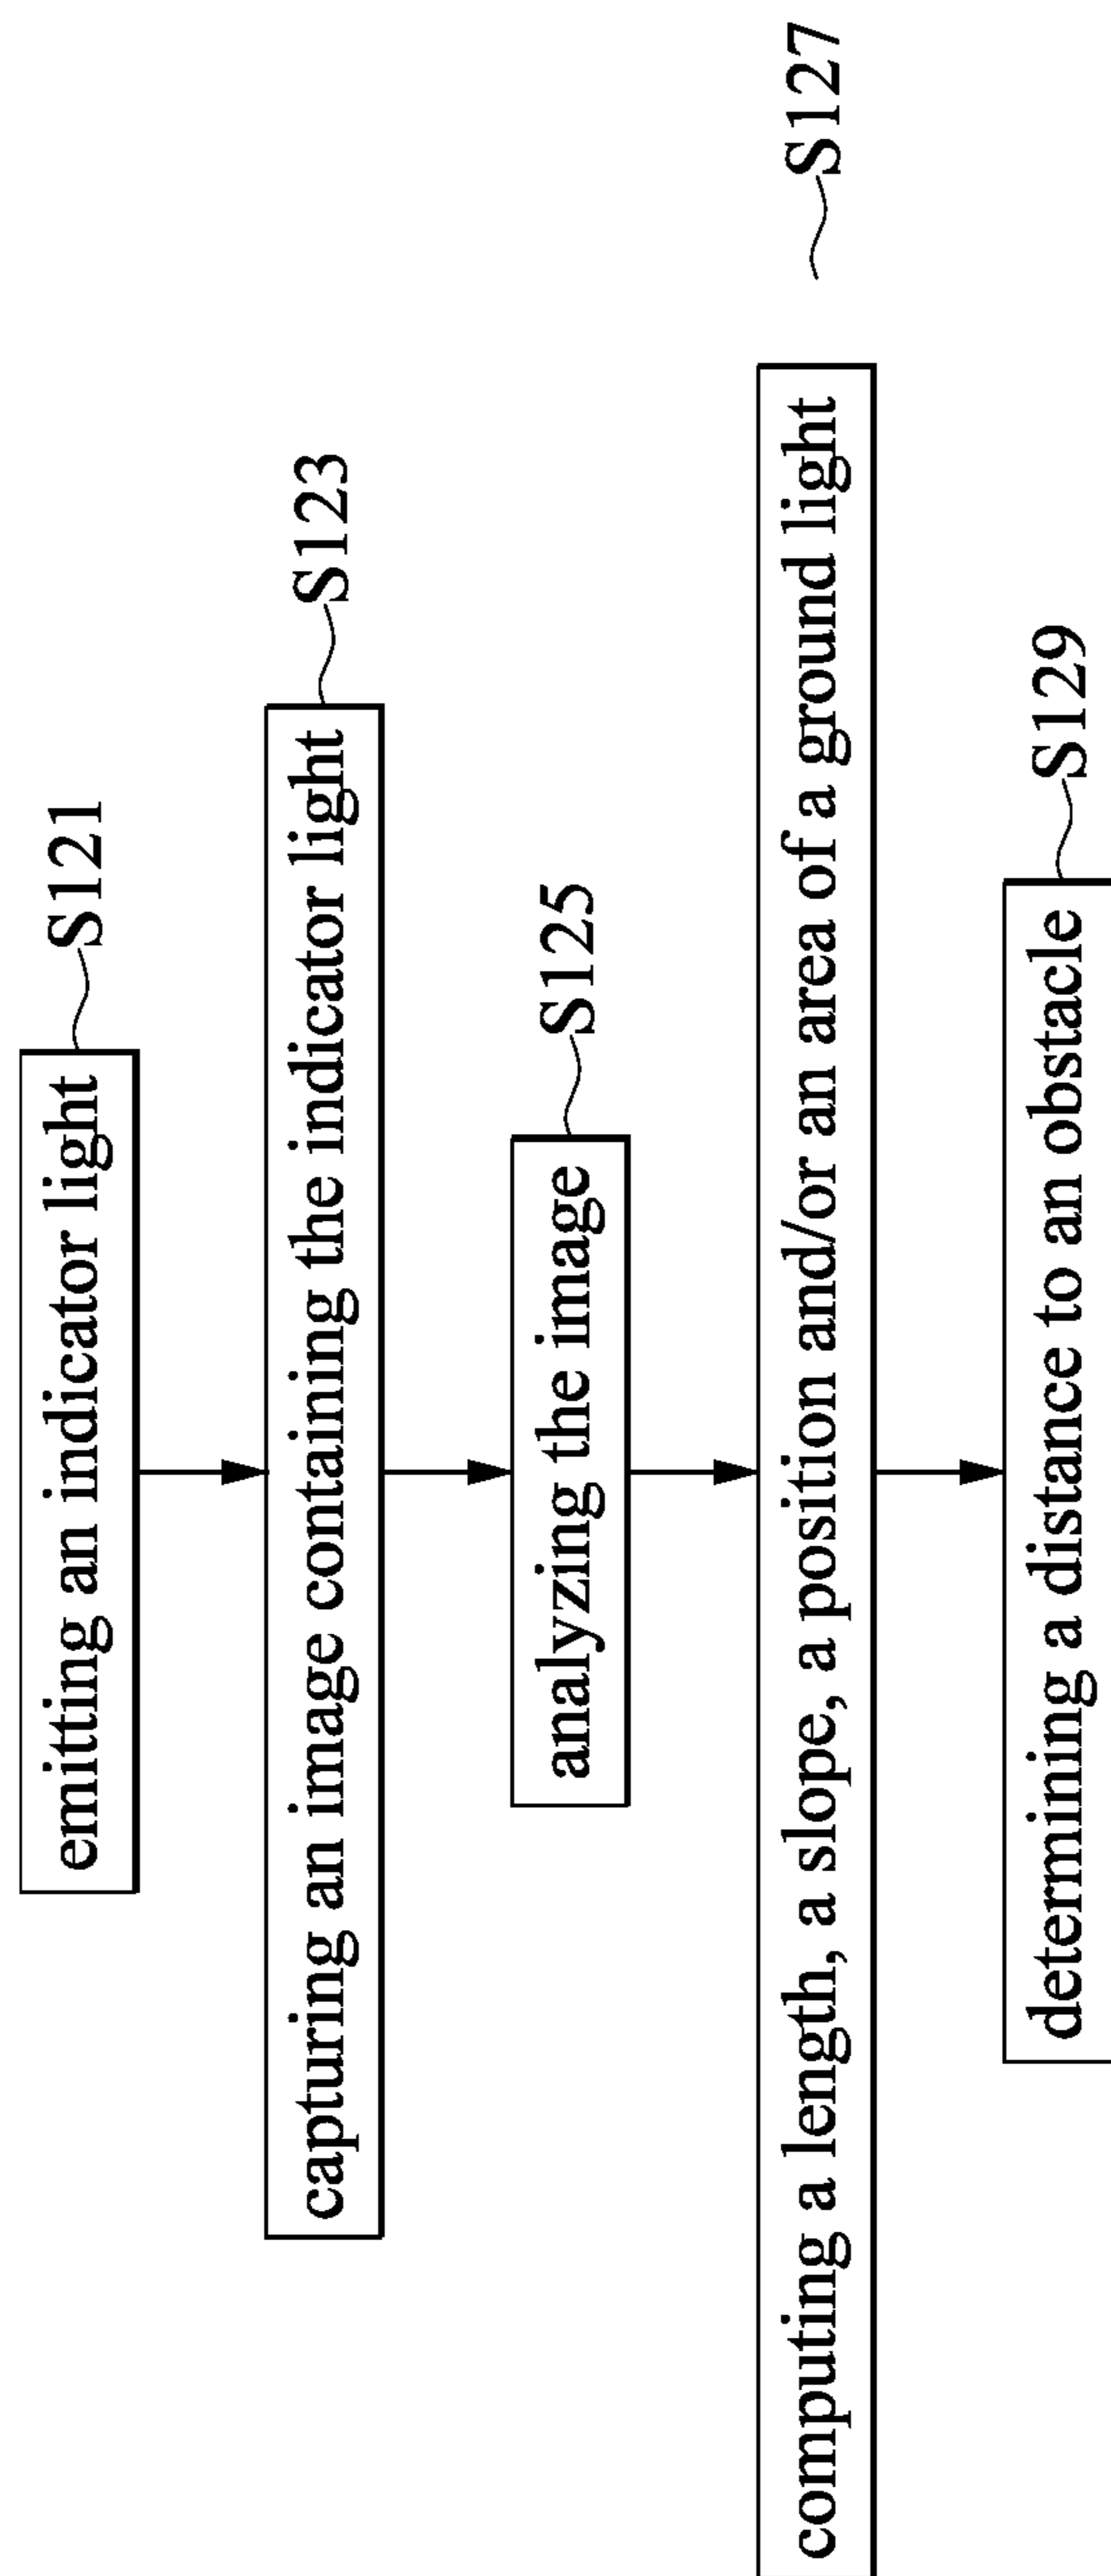 emitting an indicator light
S121
capturing an image containing the indicator light
S123
analyzing the image
S125
computing a length, a slope, a position and/or an area of a ground light
S127
determining a distance to an obstacle
S129